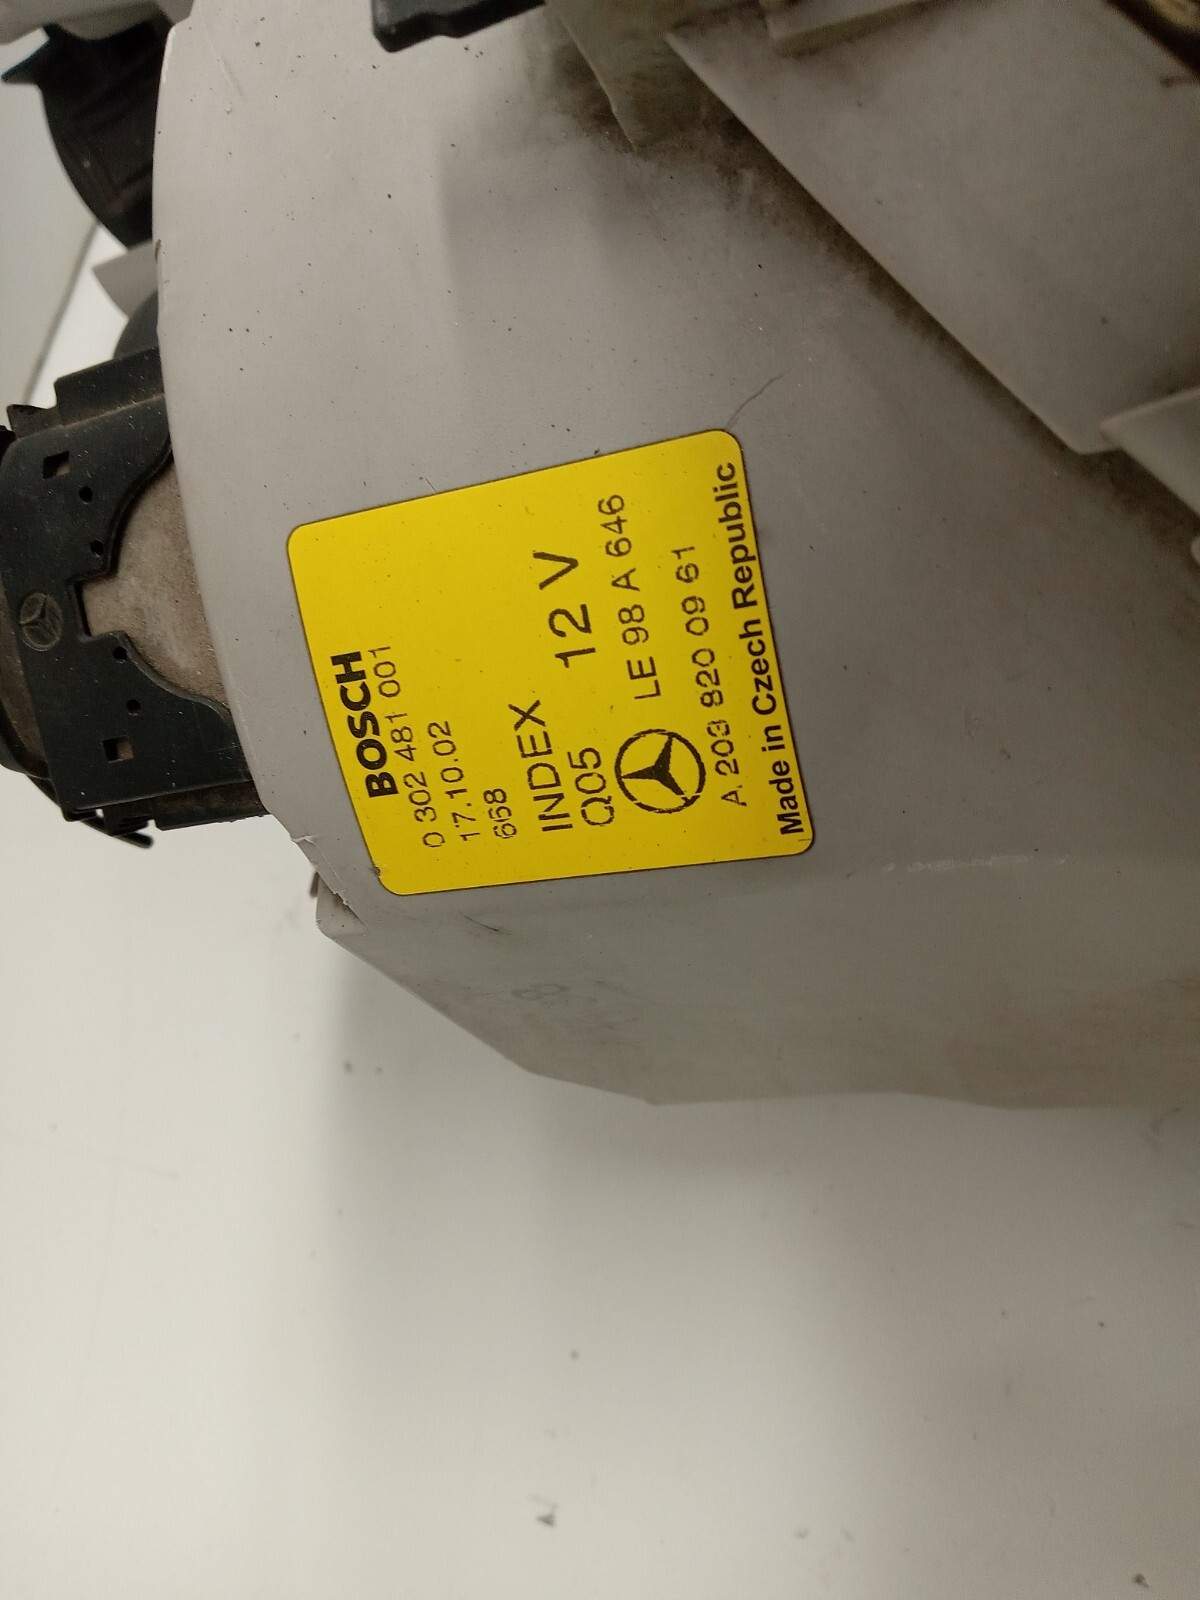 BOSCH
0 302 481 001
17.10.02
668
INDEX 12 V
Q05
LE 98 A 646
A 203 820 09 61
Made in Czech Republic